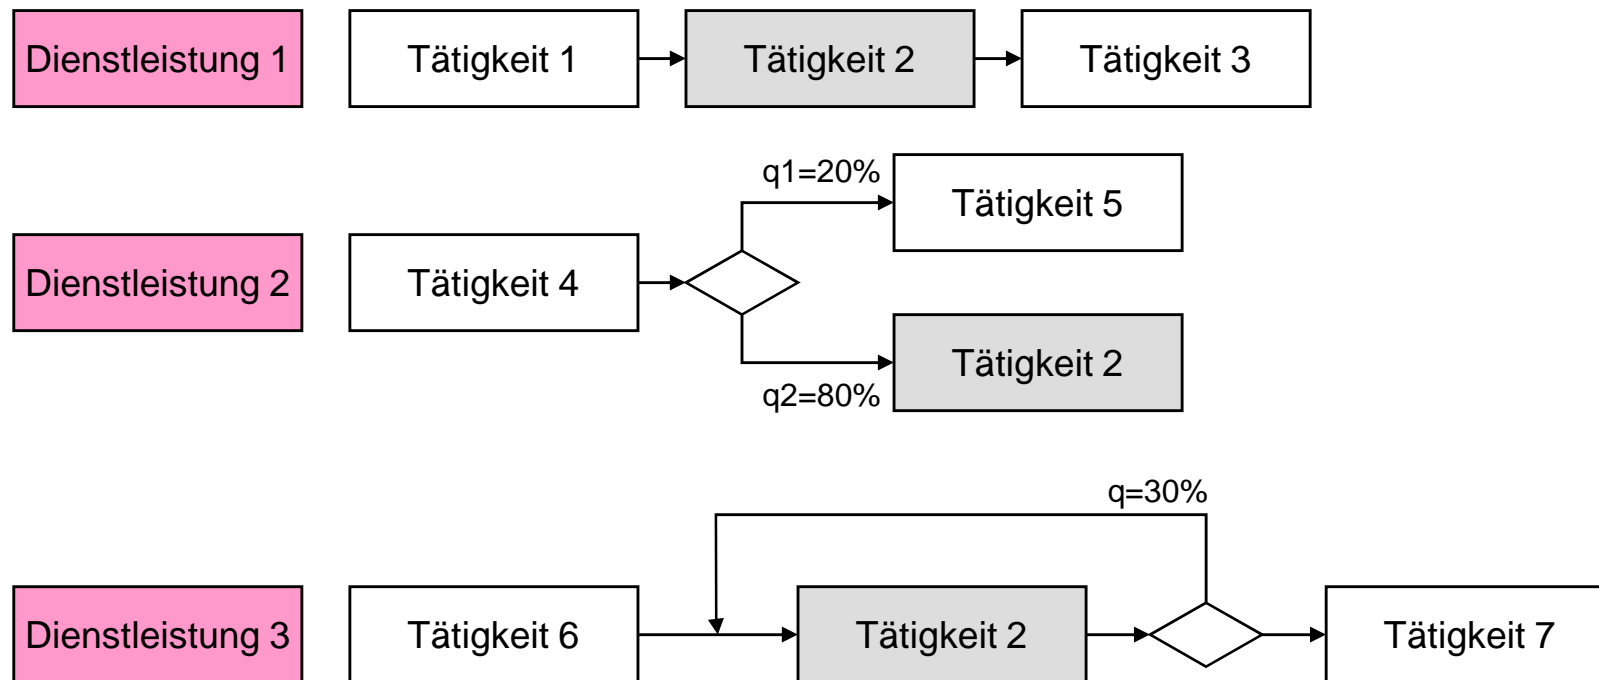 Dienstleistung 1
Tätigkeit 1
Tätigkeit 2
Tätigkeit 3
q1=20%
Tätigkeit 5
Dienstleistung 2
Tätigkeit 4
q2=80%
Tätigkeit 2
q=30%
Dienstleistung 3
Tätigkeit 6
Tätigkeit 2
Tätigkeit 7